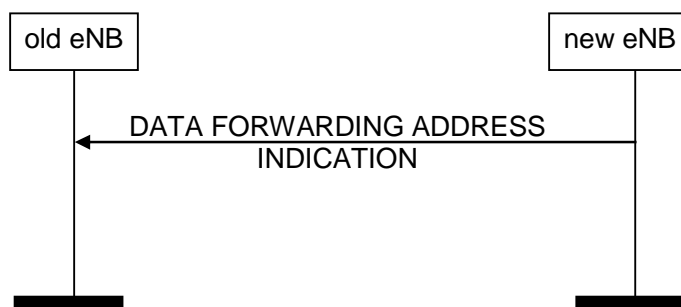 old eNB
new eNB
DATA FORWARDING ADDRESS
INDICATION